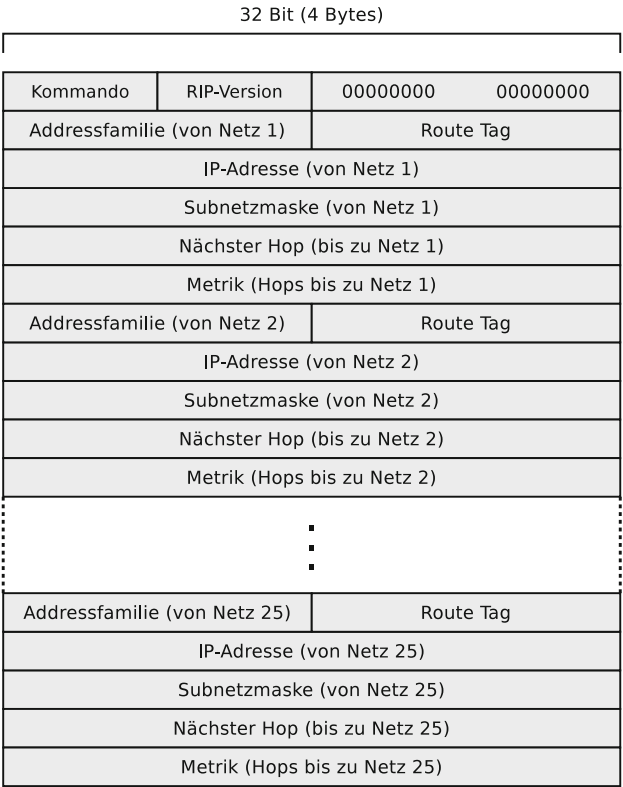 32 Bit (4 Bytes)
Kommando RIP-Version 00000000 00000000
Addressfamilie (von Netz 1) Route Tag
IP-Adresse (von Netz 1)
Subnetzmaske (von Netz 1)
Nächster Hop (bis zu Netz 1)
Metrik (Hops bis zu Netz 1)
Addressfamilie (von Netz 2) Route Tag
IP-Adresse (von Netz 2)
Subnetzmaske (von Netz 2)
Nächster Hop (bis zu Netz 2)
Metrik (Hops bis zu Netz 2)
Addressfamilie (von Netz 25) Route Tag
IP-Adresse (von Netz 25)
Subnetzmaske (von Netz 25)
Nächster Hop (bis zu Netz 25)
Metrik (Hops bis zu Netz 25)